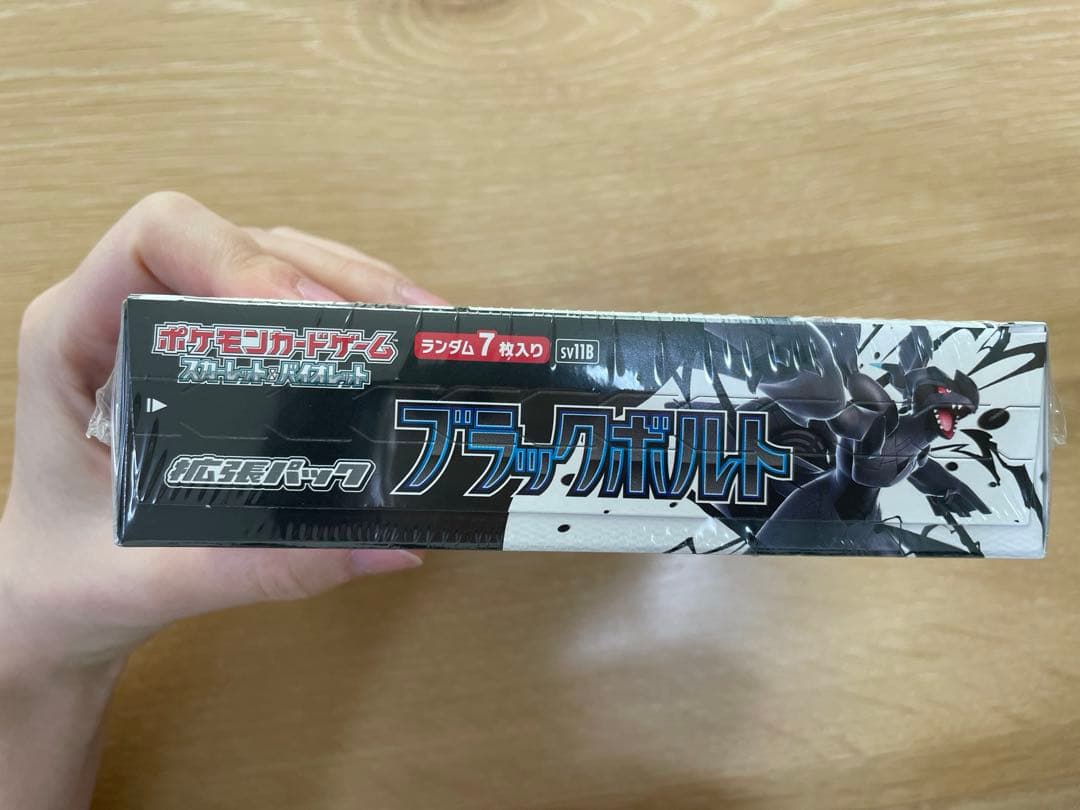 ポケモンカードゲーム
スカーレット&バイオレット
ランダム7枚入り
sv11B
拡張パック
ブラックボルト